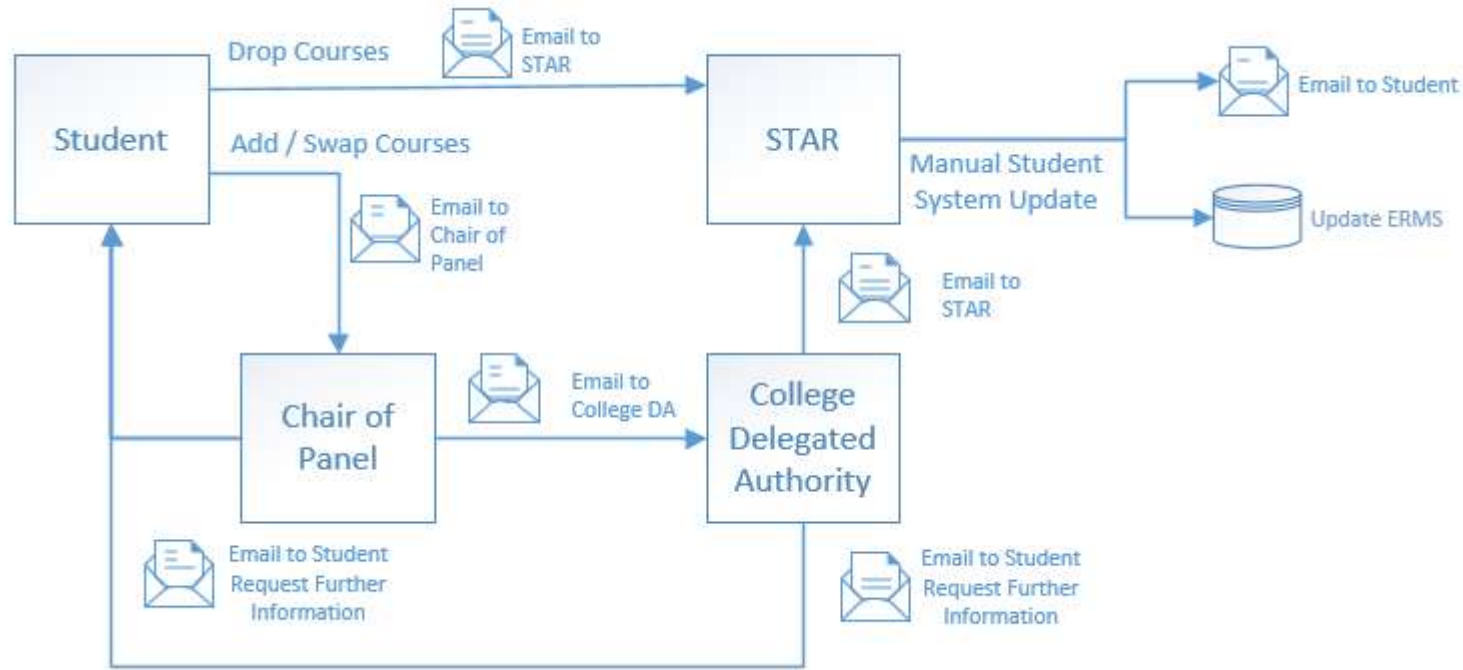 Drop Courses
Email to
STAR
Student
STAR
Email to Student
Add / Swap Courses
Manual Student
System Update
Email to
Chair of
Panel
Update ERMS
Email to
STAR
Chair of
Panel
Email to
College DA
College
Delegated
Authority
Email to Student
Request Further
Information
Email to Student
Request Further
Information